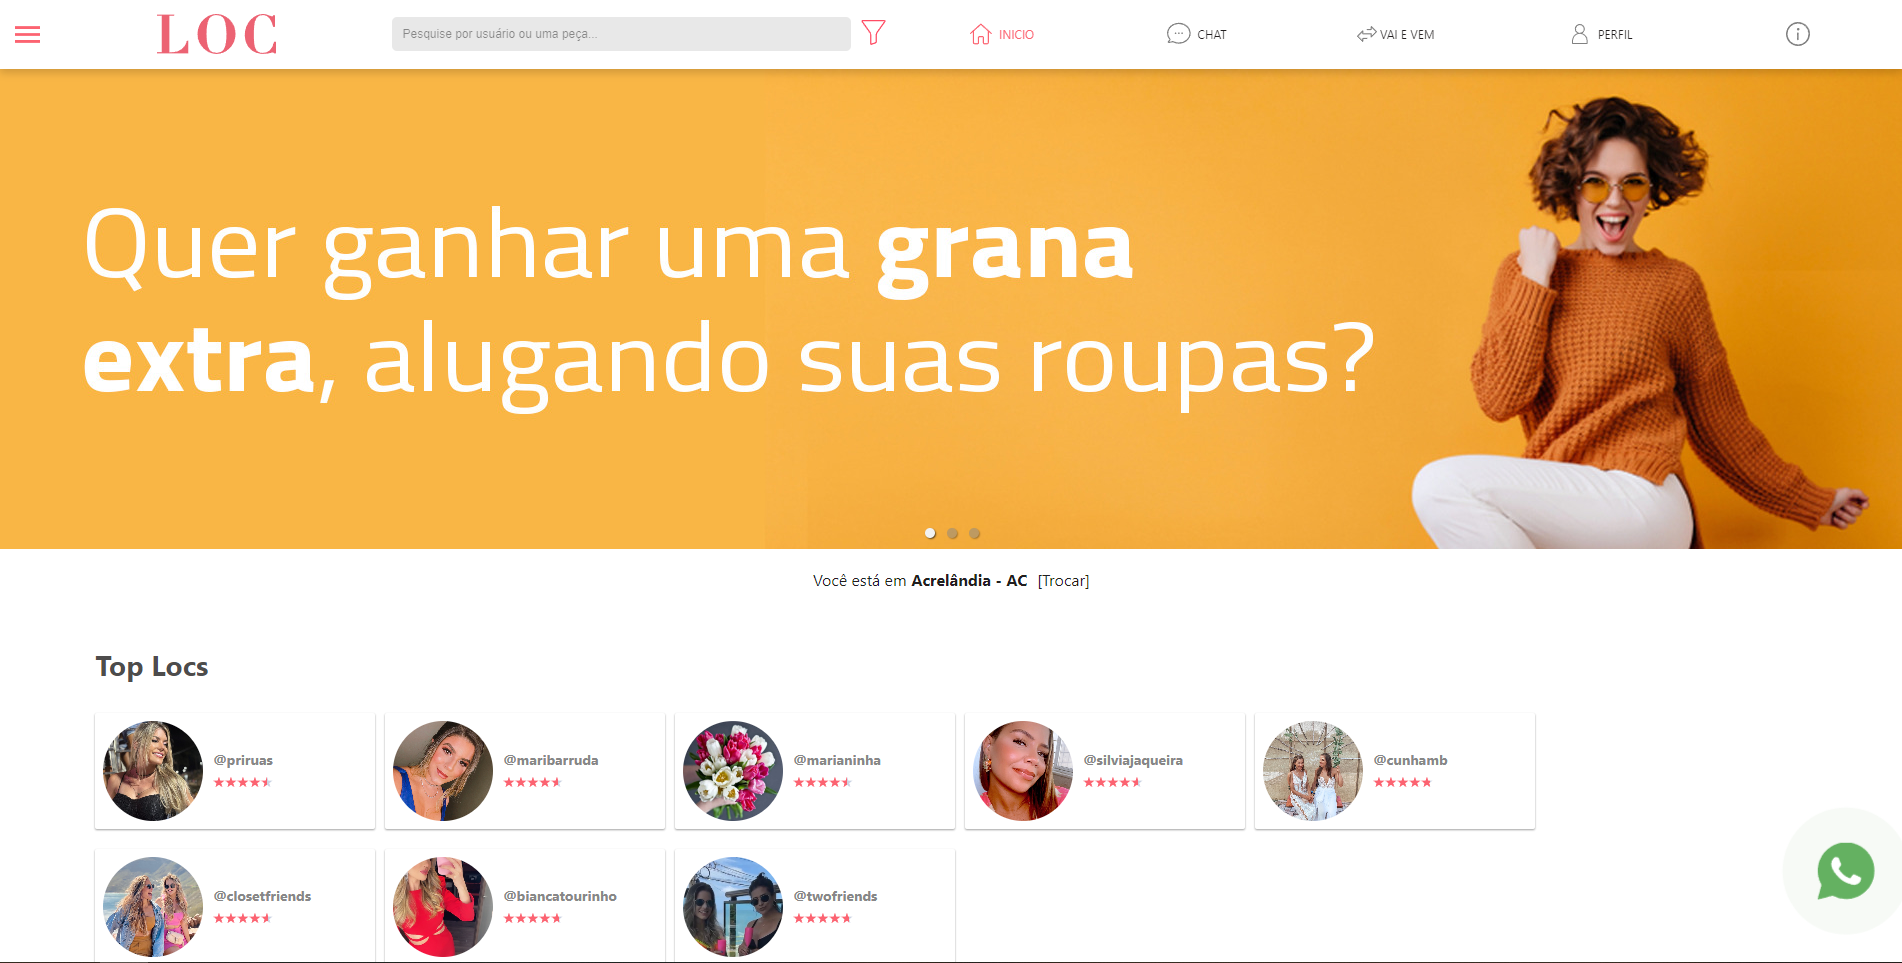 LOC
Pesquise por usuário ou uma peça...
INICIO
CHAT
VAI E VEM
PERFIL
Quer ganhar uma grana
extra, alugando suas roupas?
Você está em Acrelândia - AC [Trocar]
Top Locs
@priruas
@maribarruda
@marianinha
@silviajaqueira
@cunhamb
@closetfriends
@biancatourinho
@twofriends